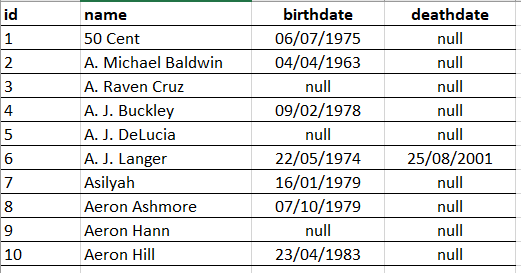 id name birthdate deathdate
1 50 Cent 06/07/1975 null
2 A. Michael Baldwin 04/04/1963 null
3 A. Raven Cruz null null
4 A. J. Buckley 09/02/1978 null
5 A. J. DeLucia null null
6 A. J. Langer 22/05/1974 25/08/2001
7 Asilyah 16/01/1979 null
8 Aeron Ashmore 07/10/1979 null
9 Aeron Hann null null
10 Aeron Hill 23/04/1983 null